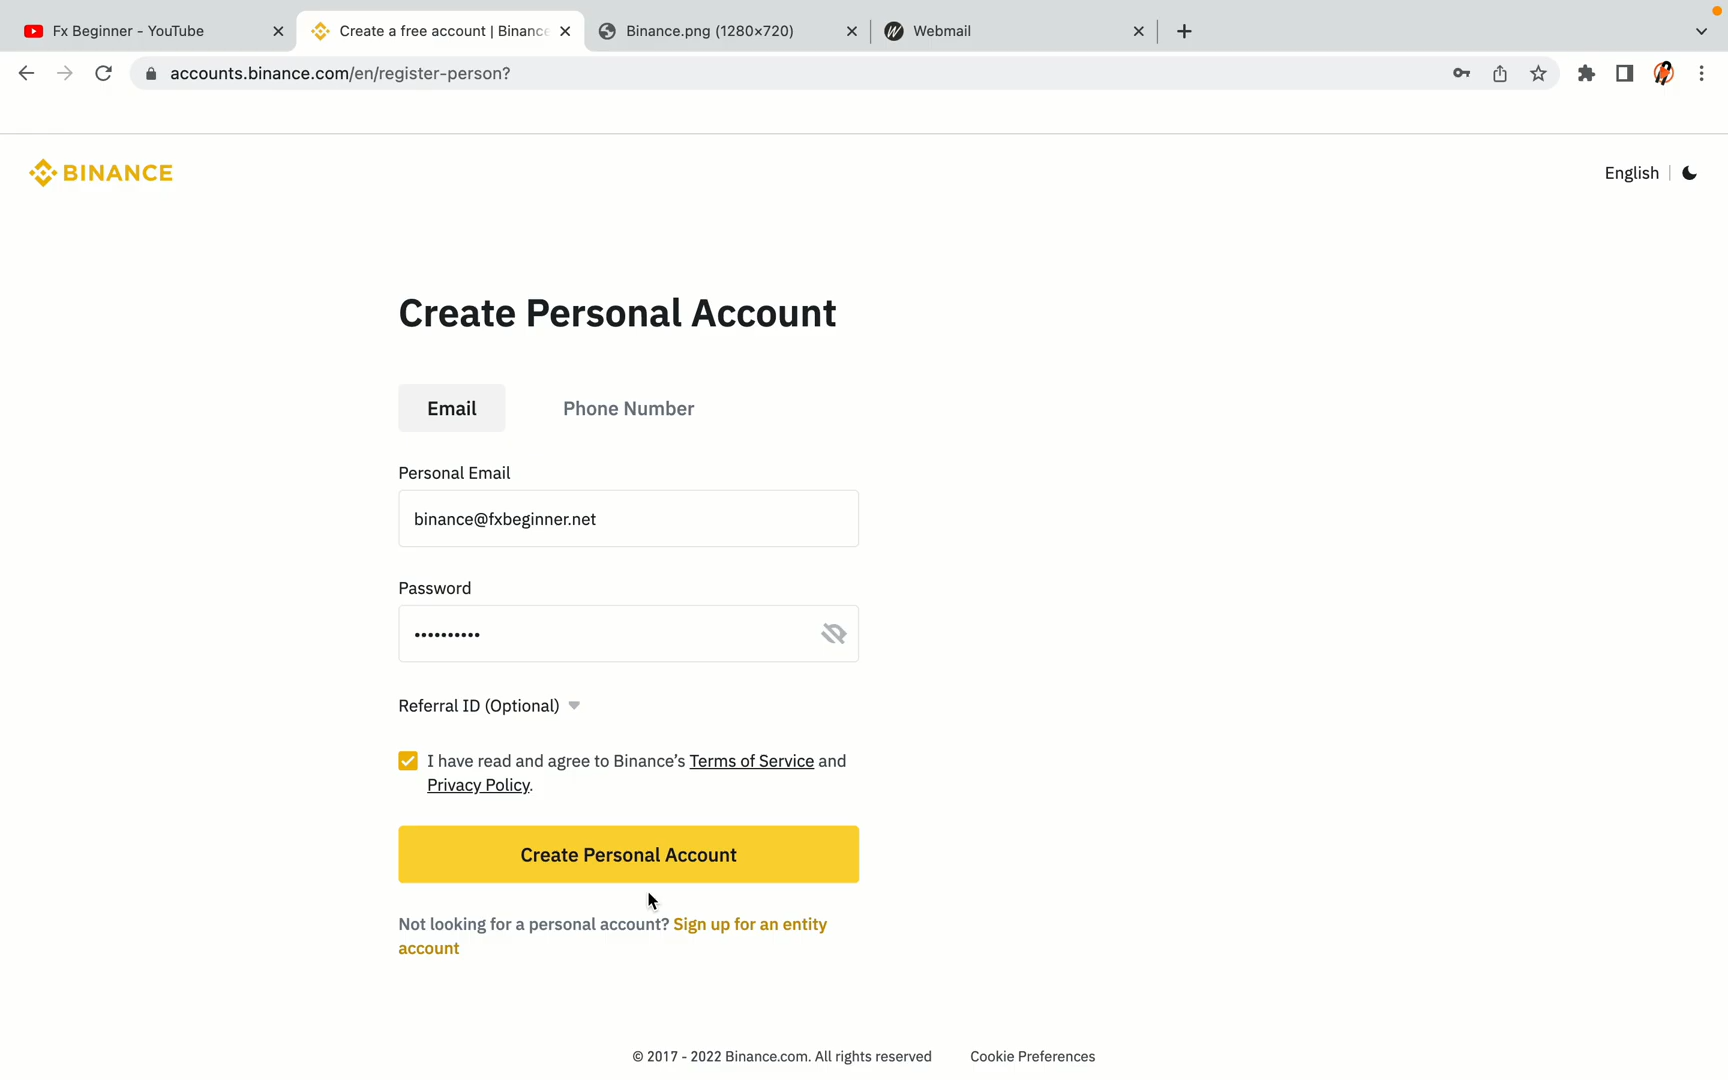 Fx Beginner - YouTube
Create a free account | Binance
Binance.png (1280×720)
Webmail
accounts.binance.com/en/register-person?
BINANCE
English
Create Personal Account
Email
Phone Number
Personal Email
binance@fxbeginner.net
Password
••••••••••
Referral ID (Optional)
I have read and agree to Binance's Terms of Service and
Privacy Policy.
Create Personal Account
Not looking for a personal account? Sign up for an entity
account
© 2017 - 2022 Binance.com. All rights reserved
Cookie Preferences